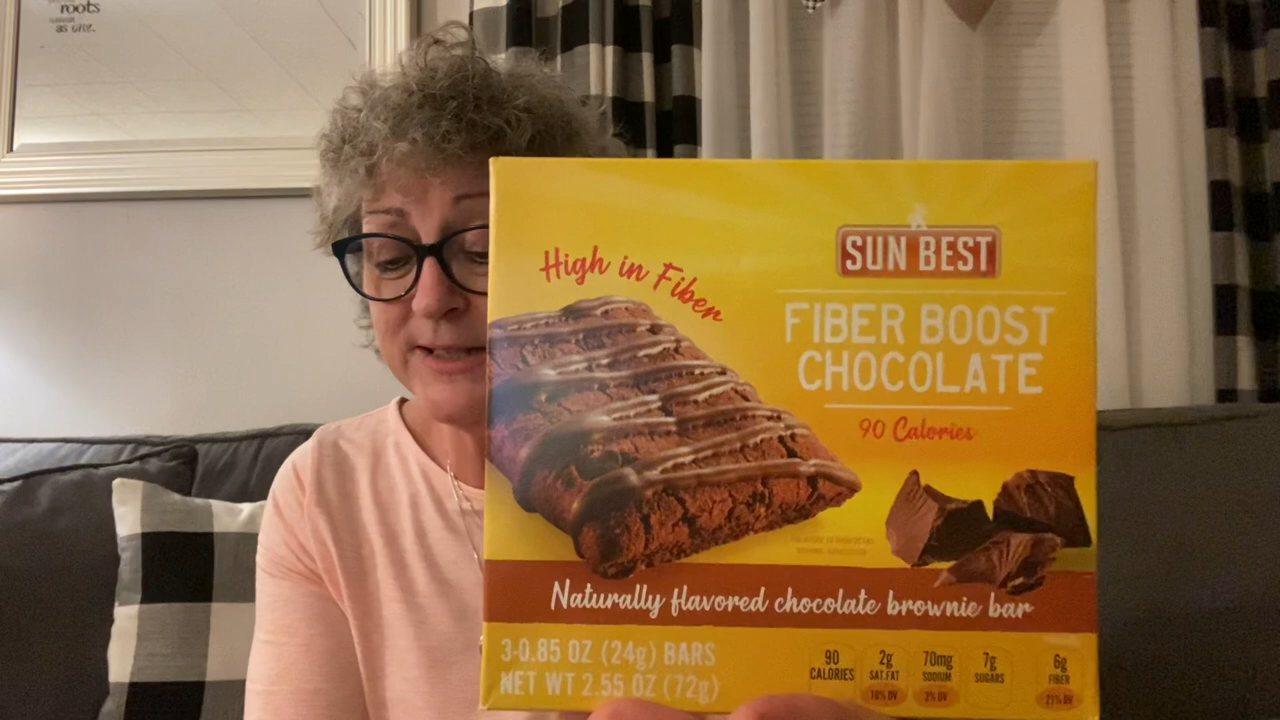 roots
as one.
SUN BEST
High in Fiber
FIBER BOOST
CHOCOLATE
90 Calories
Naturally flavored chocolate brownie bar
3-0.85 OZ (24g) BARS
NET WT 2.55 OZ (72g)
90 CALORIES
2g SAT. FAT 10% DV
70mg SODIUM 3% DV
7g SUGARS
6g FIBER 21% DV